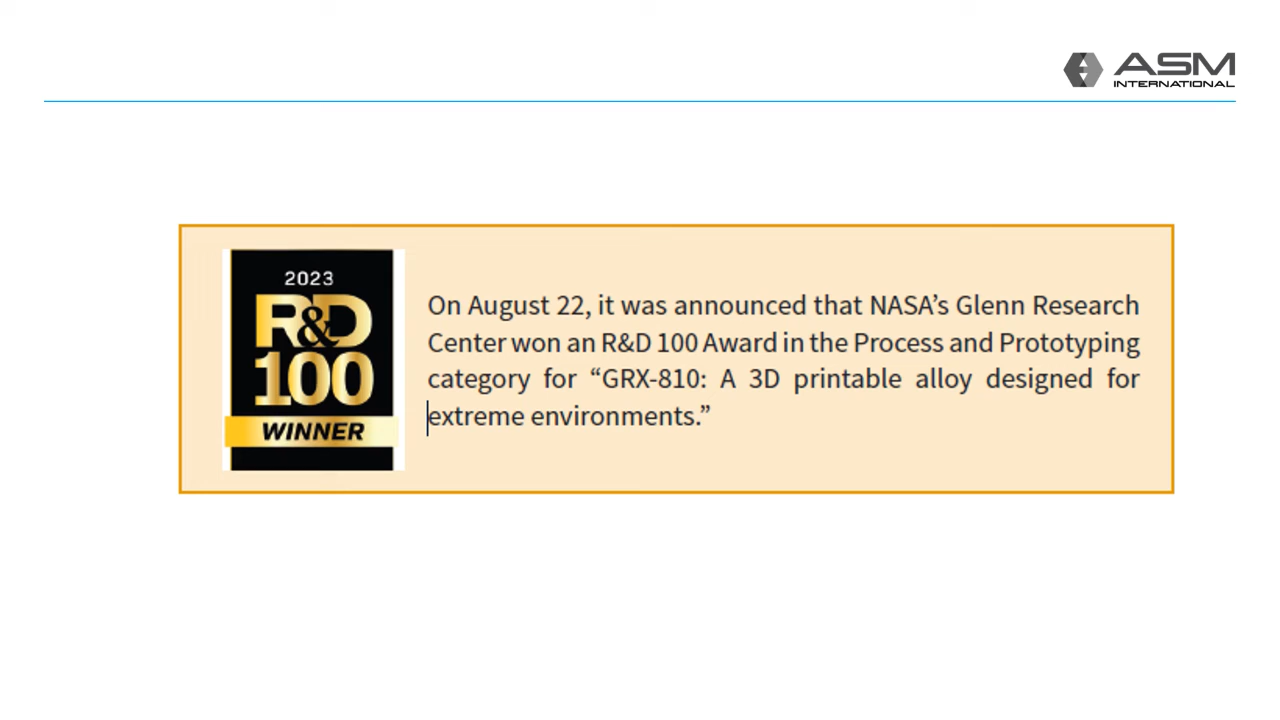 ASM
INTERNATIONAL
2023
R&D
100
WINNER
On August 22, it was announced that NASA’s Glenn Research
Center won an R&D 100 Award in the Process and Prototyping
category for “GRX-810: A 3D printable alloy designed for
extreme environments.”